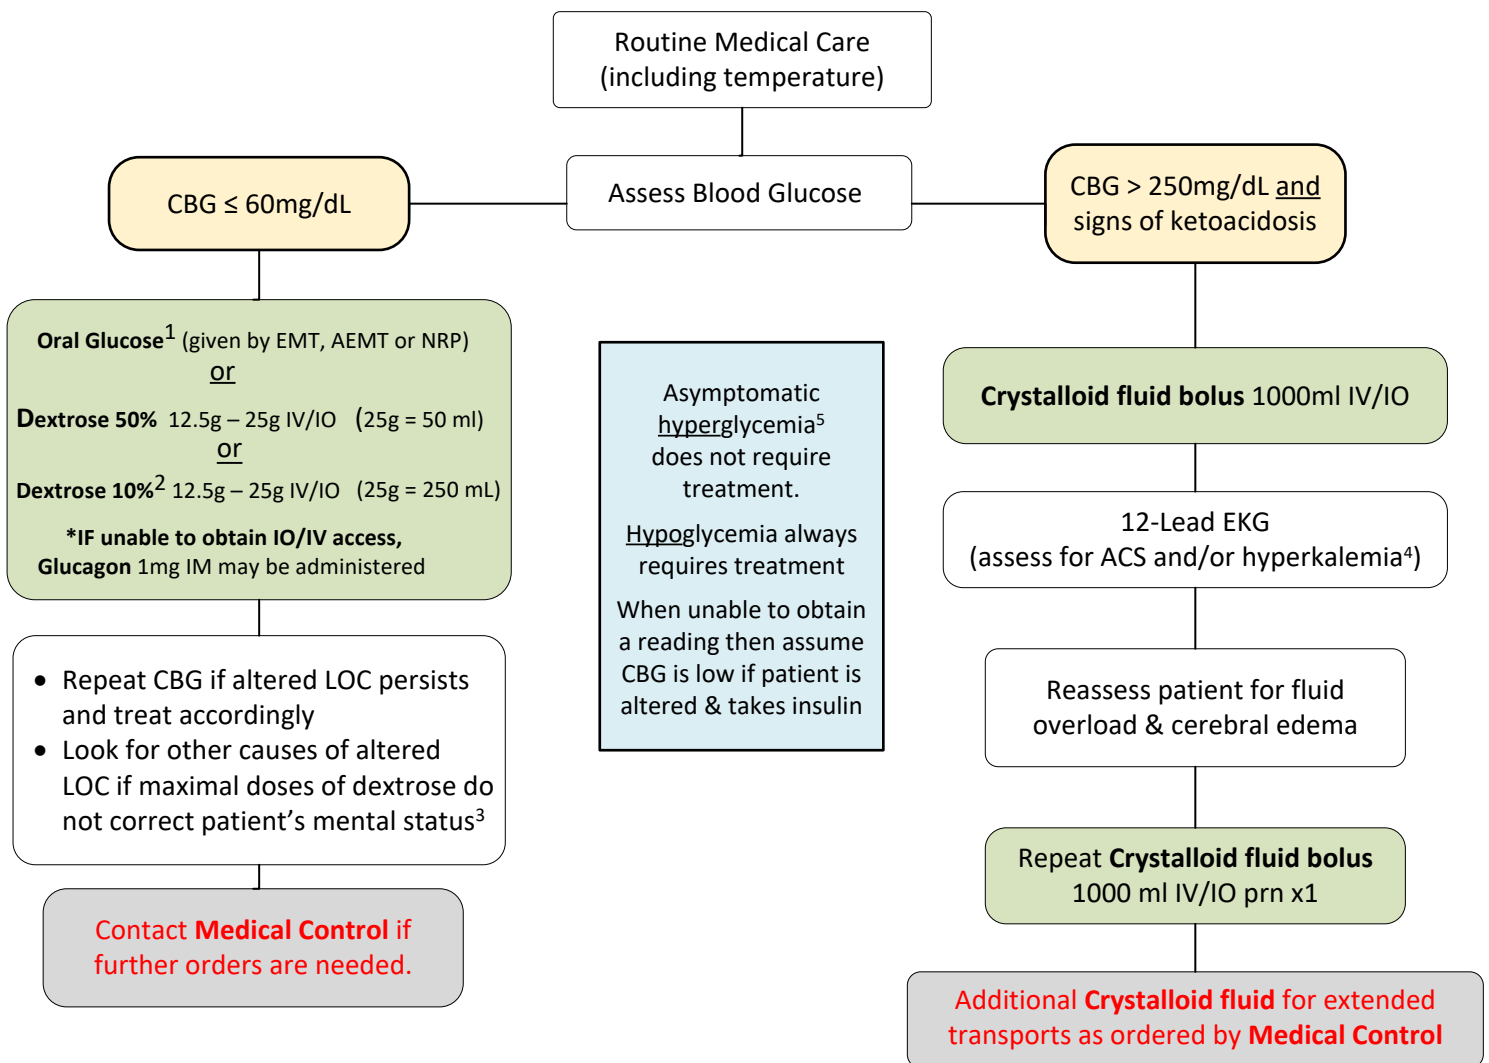 Routine Medical Care
(including temperature)
Assess Blood Glucose
CBG ≤ 60mg/dL
Oral Glucose1 (given by EMT, AEMT or NRP)
or
Dextrose 50% 12.5g – 25g IV/IO (25g = 50 ml)
or
Dextrose 10%2 12.5g – 25g IV/IO (25g = 250 mL)
*IF unable to obtain IO/IV access,
Glucagon 1mg IM may be administered
• Repeat CBG if altered LOC persists
and treat accordingly
• Look for other causes of altered
LOC if maximal doses of dextrose do
not correct patient’s mental status3
Contact Medical Control if
further orders are needed.
Asymptomatic
hyperglycemia5
does not require
treatment.
Hypoglycemia always
requires treatment
When unable to obtain
a reading then assume
CBG is low if patient is
altered & takes insulin
CBG > 250mg/dL and
signs of ketoacidosis
Crystalloid fluid bolus 1000ml IV/IO
12-Lead EKG
(assess for ACS and/or hyperkalemia4)
Reassess patient for fluid
overload & cerebral edema
Repeat Crystalloid fluid bolus
1000 ml IV/IO prn x1
Additional Crystalloid fluid for extended
transports as ordered by Medical Control